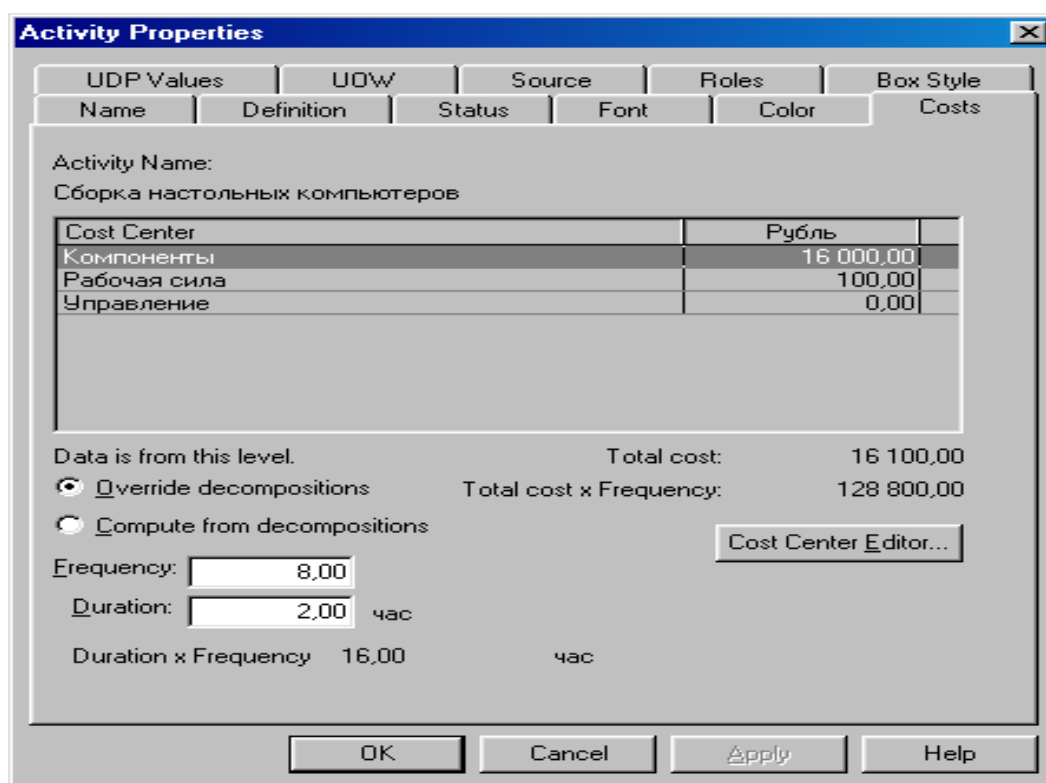 Activity Properties
UDP Values UOW Source Roles Box Style
Name Definition Status Font Color Costs
Activity Name:
Сборка настольных компьютеров
Cost Center Рубль
Компоненты 16 000,00
Рабочая сила 100,00
Управление 0,00
Data is from this level. Total cost: 16 100,00
Override decompositions Total cost x Frequency: 128 800,00
Compute from decompositions
Cost Center Editor...
Frequency: 8,00
Duration: 2,00 час
Duration x Frequency 16,00 час
OK Cancel Apply Help